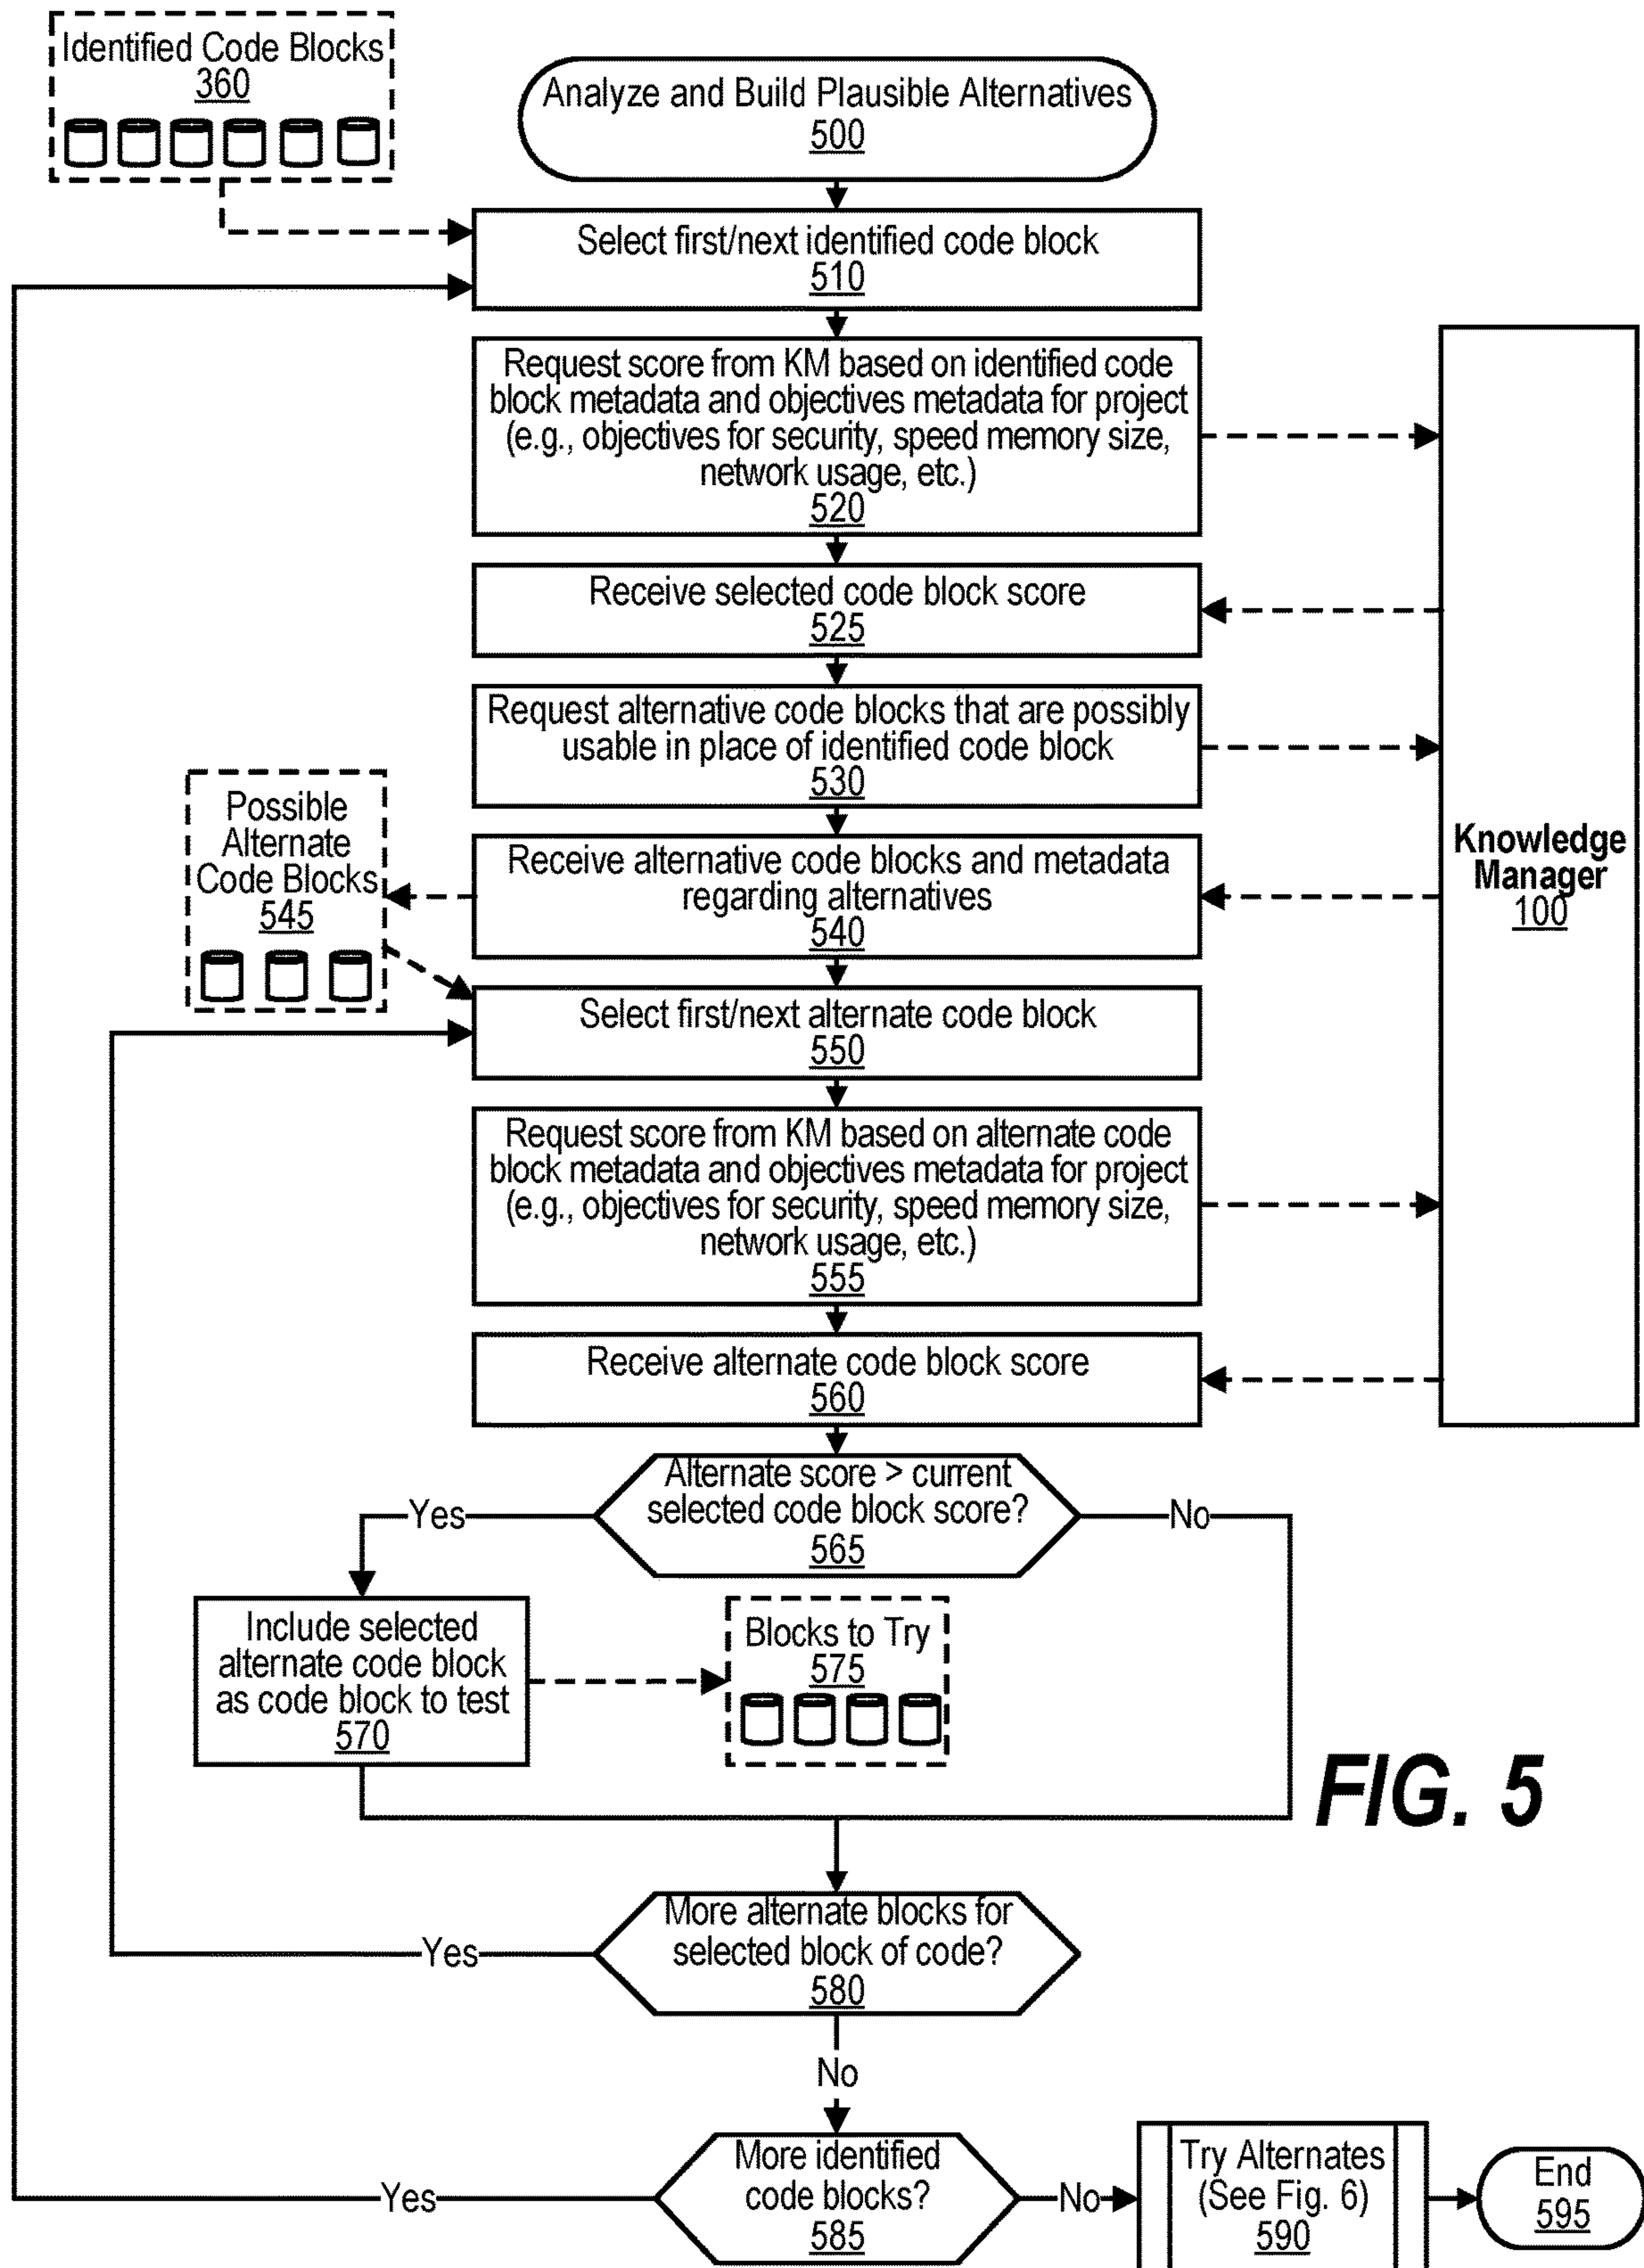 Identified Code Blocks
360
Analyze and Build Plausible Alternatives
500
Select first/next identified code block
510
Request score from KM based on identified code
block metadata and objectives metadata for project
(e.g., objectives for security, speed memory size,
network usage, etc.)
520
Receive selected code block score
525
Request alternative code blocks that are possibly
usable in place of identified code block
530
Possible
Alternate
Code Blocks
545
Receive alternative code blocks and metadata
regarding alternatives
540
Knowledge
Manager
100
Select first/next alternate code block
550
Request score from KM based on alternate code
block metadata and objectives metadata for project
(e.g., objectives for security, speed memory size,
network usage, etc.)
555
Receive alternate code block score
560
Alternate score > current
selected code block score?
565
Yes
No
Include selected
alternate code block
as code block to test
570
Blocks to Try
575
FIG. 5
More alternate blocks for
selected block of code?
580
Yes
No
More identified
code blocks?
585
Yes
No
Try Alternates
(See Fig. 6)
590
End
595